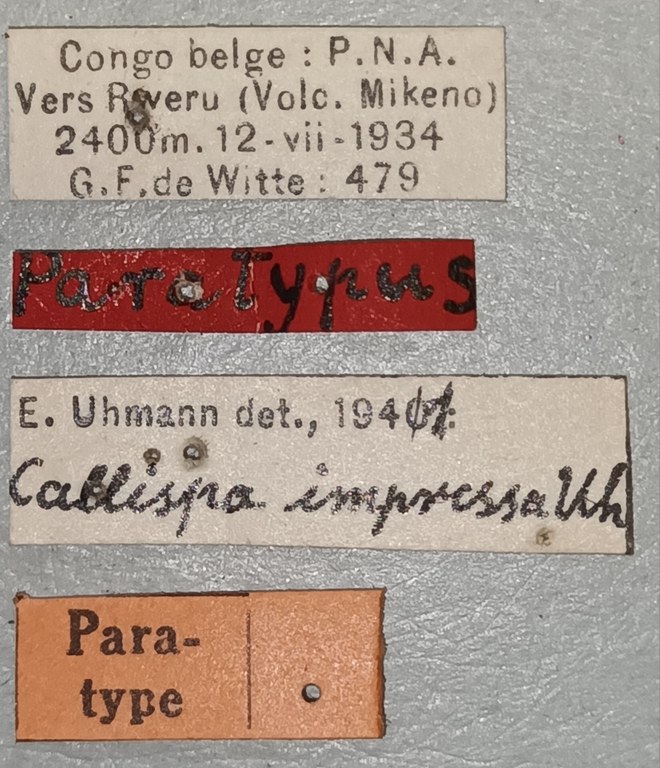 Congo belge : P.N.A.
Vers Rweru (Volc. Mikeno)
2400m. 12-vii-1934
G.F. de Witte : 479
Paratypus
E. Uhmann det.,
Callispa impressa Uh
Para-
type